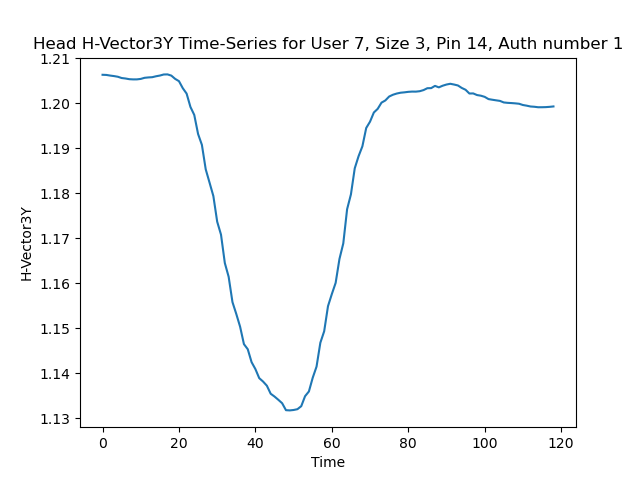 Head H-Vector3Y Time-Series for User 7, Size 3, Pin 14, Auth number 1
1.21
1.20
1.19
1.18
1.17
1.16
1.15
1.14
1.13
H-Vector3Y
0 20 40 60 80 100 120
Time